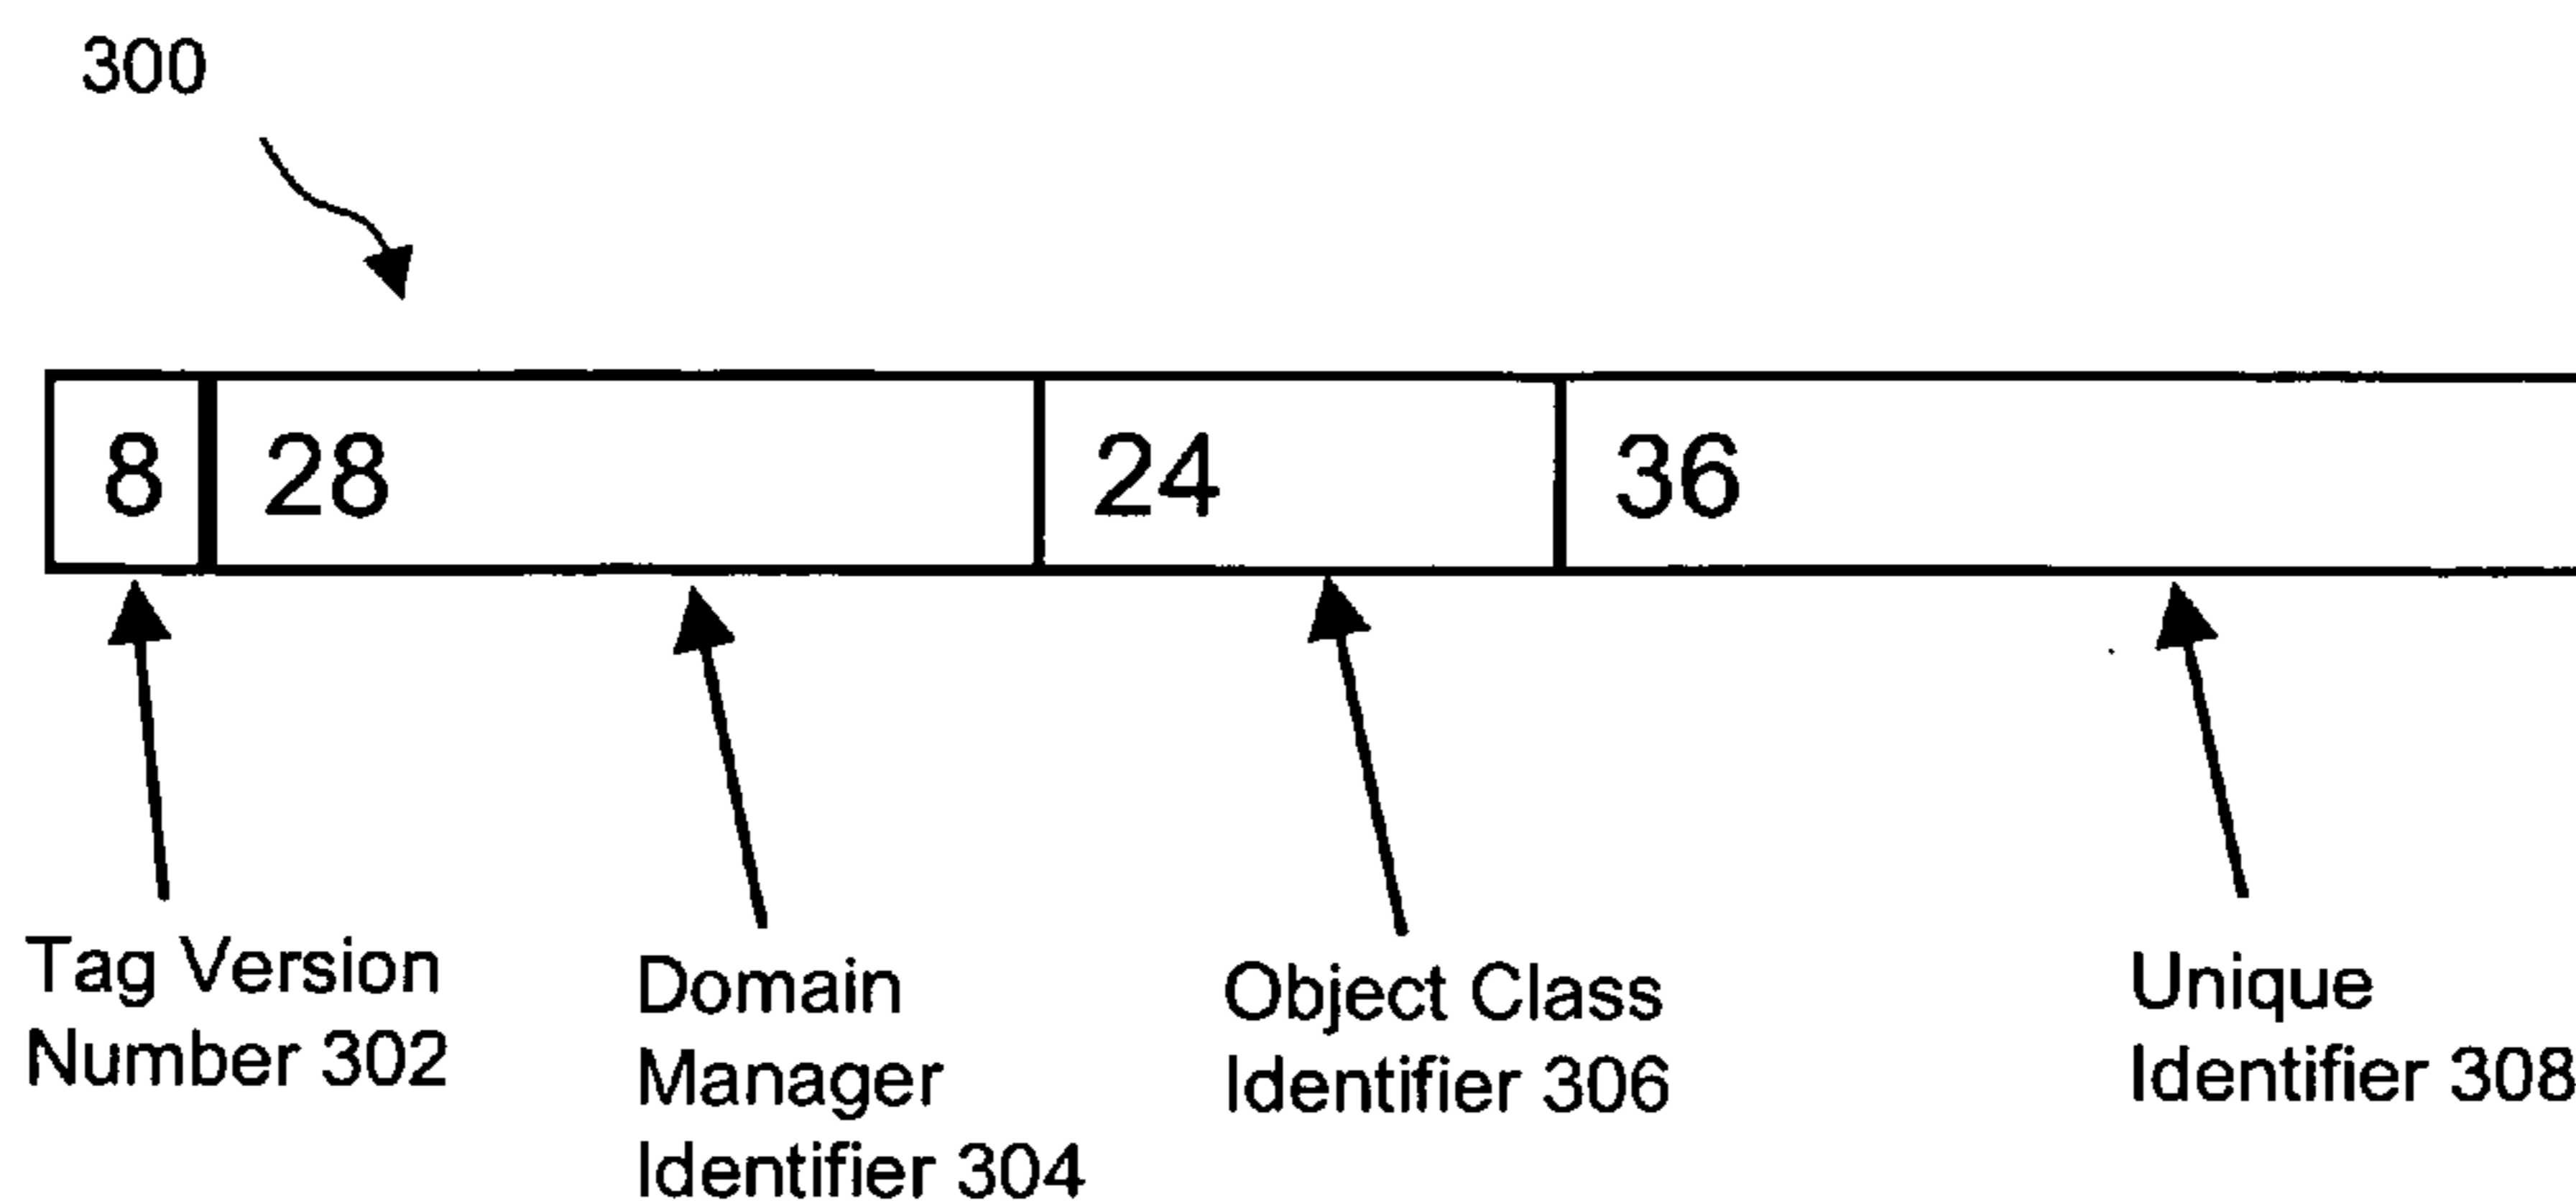 300
8 28 24 36
Tag Version
Number 302
Domain
Manager
Identifier 304
Object Class
Identifier 306
Unique
Identifier 308